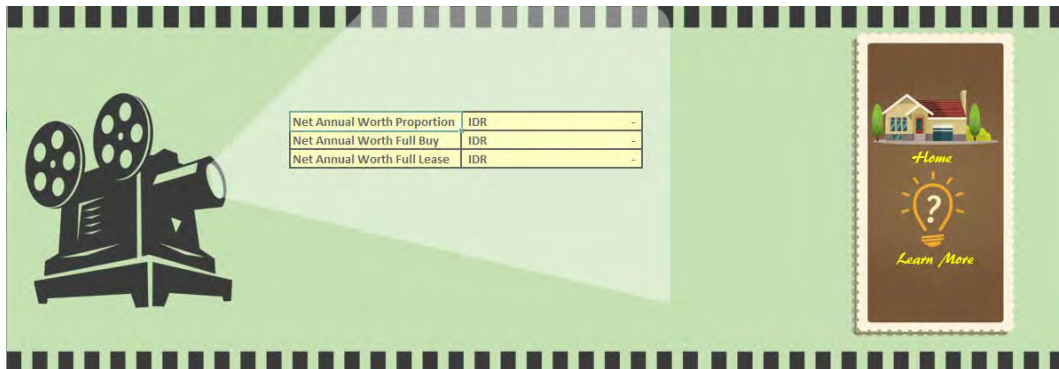 Net Annual Worth Proportion IDR -
Net Annual Worth Full Buy IDR -
Net Annual Worth Full Lease IDR -
Home
?
Learn More